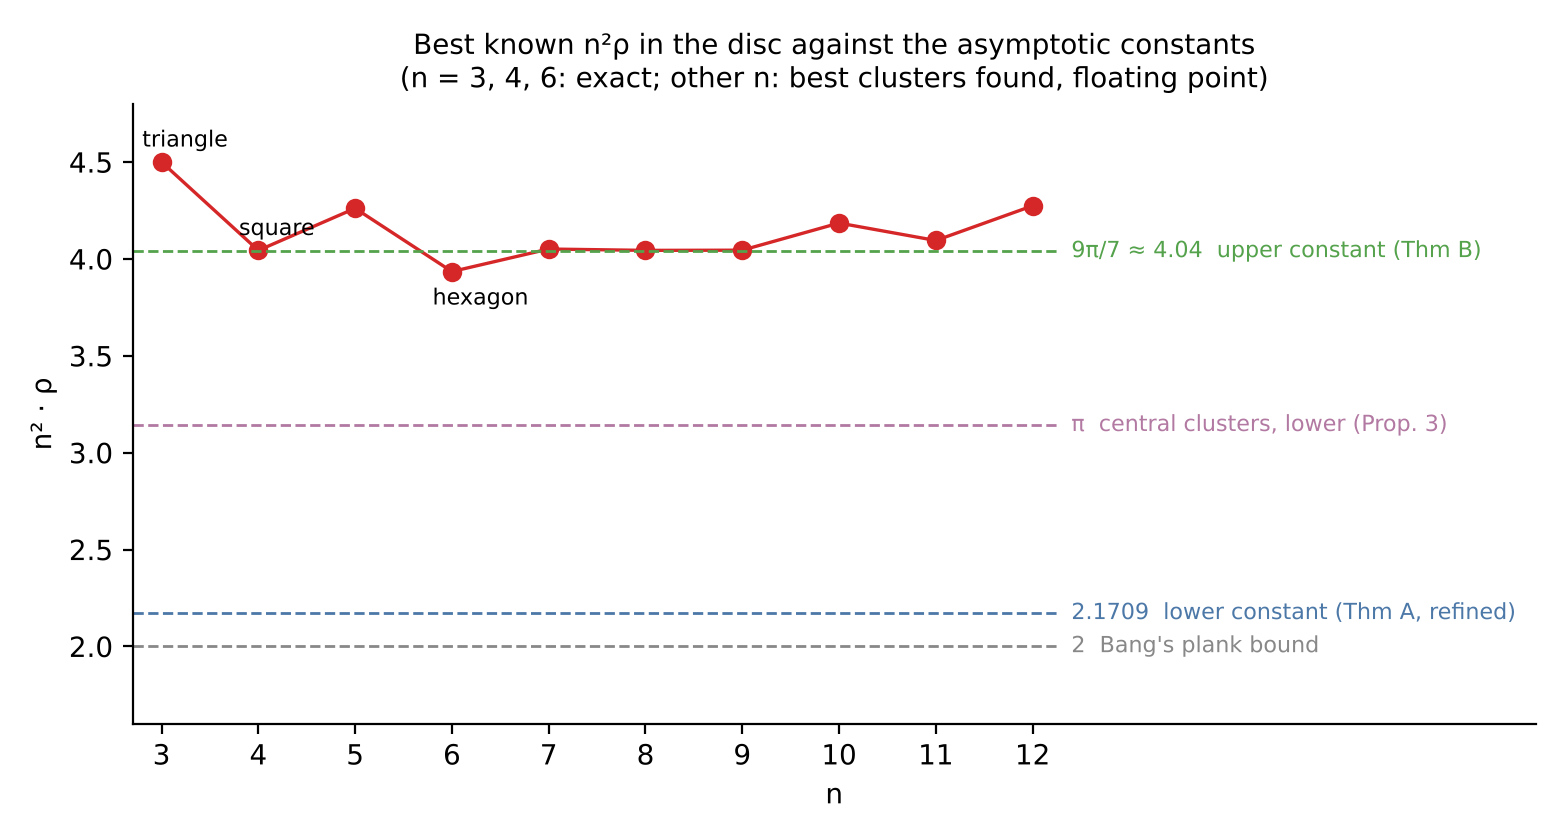 Best known n²ρ in the disc against the asymptotic constants
(n = 3, 4, 6: exact; other n: best clusters found, floating point)
n² · ρ
4.5
4.0
3.5
3.0
2.5
2.0
triangle
square
hexagon
9π/7 ≈ 4.04  upper constant (Thm B)
π  central clusters, lower (Prop. 3)
2.1709  lower constant (Thm A, refined)
2  Bang's plank bound
3 4 5 6 7 8 9 10 11 12
n